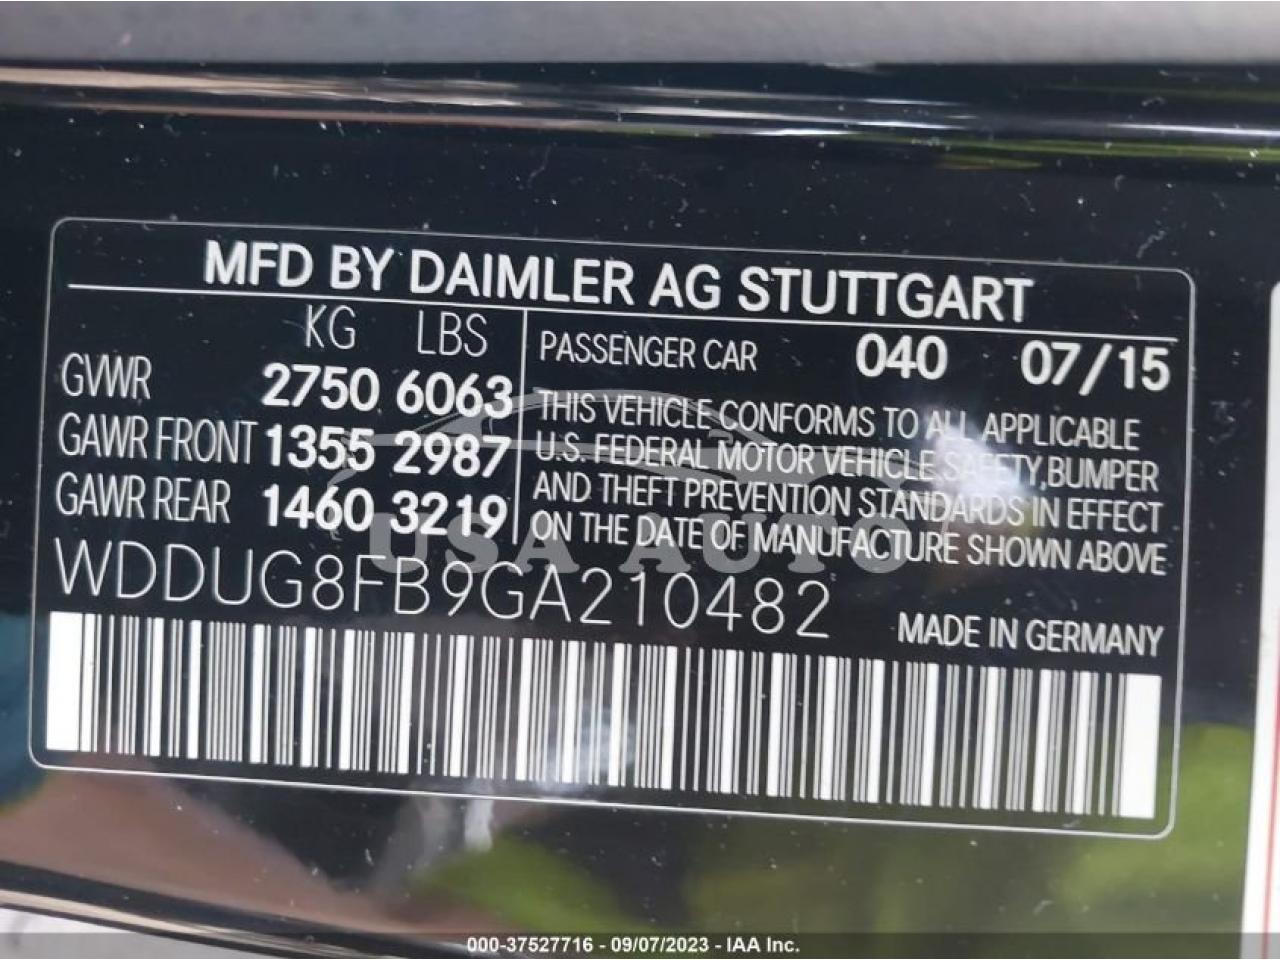 MFD BY DAIMLER AG STUTTGART
KG LBS
GVWR 2750 6063
GAWR FRONT 1355 2987
GAWR REAR 1460 3219
PASSENGER CAR 040 07/15
THIS VEHICLE CONFORMS TO ALL APPLICABLE
U.S. FEDERAL MOTOR VEHICLE SAFETY,BUMPER
AND THEFT PREVENTION STANDARDS IN EFFECT
ON THE DATE OF MANUFACTURE SHOWN ABOVE
USA AUTO
WDDUG8FB9GA210482
MADE IN GERMANY
000-37527716 - 09/07/2023 - IAA Inc.